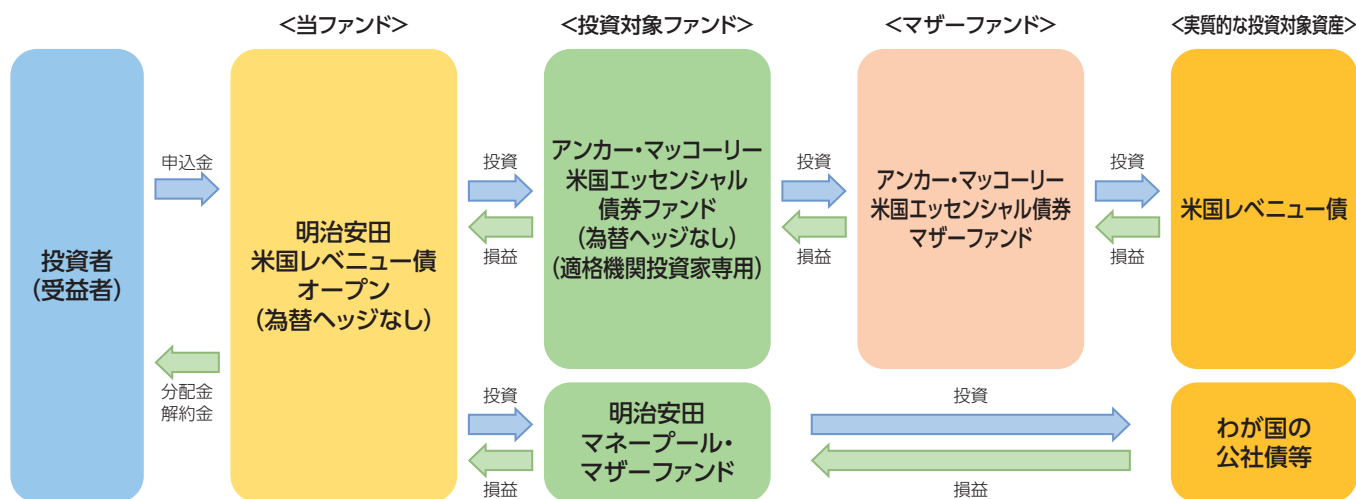 <当ファンド>
<投資対象ファンド>
<マザーファンド>
<実質的な投資対象資産>
投資者
(受益者)
申込金
分配金
解約金
明治安田
米国レベニュー債
オープン
(為替ヘッジなし)
投資
損益
アンカー・マッコーリー
米国エッセンシャル
債券ファンド
(為替ヘッジなし)
(適格機関投資家専用)
投資
損益
アンカー・マッコーリー
米国エッセンシャル債券
マザーファンド
投資
損益
米国レベニュー債
投資
損益
明治安田
マネープール・
マザーファンド
投資
損益
わが国の
公社債等